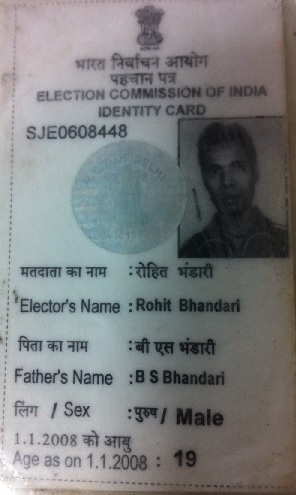 भारत निर्वाचन आयोग
पहचान पत्र
ELECTION COMMISSION OF INDIA
IDENTITY CARD
SJE0608448
मतदाता का नाम : रोहित भंडारी
Elector's Name : Rohit Bhandari
पिता का नाम : बी एस भंडारी
Father's Name : B S Bhandari
लिंग / Sex : पुरुष / Male
1.1.2008 को आयु
Age as on 1.1.2008 : 19